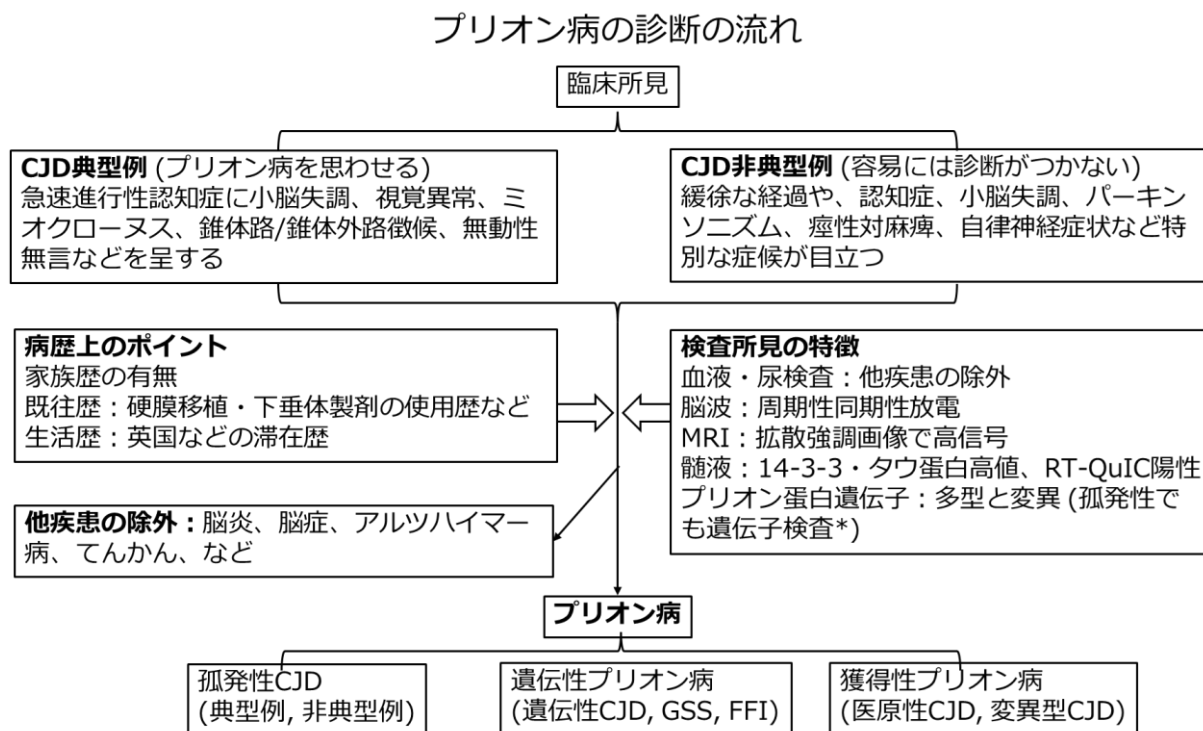 プリオン病の診断の流れ
臨床所見
CJD典型例 (プリオン病を思わせる)
急速進行性認知症に小脳失調、視覚異常、ミ
オクローヌス、錐体路/錐体外路徴候、無動性
無言などを呈する
CJD非典型例 (容易には診断がつかない)
緩徐な経過や、認知症、小脳失調、パーキン
ソニズム、痙性対麻痺、自律神経症状など特
別な症候が目立つ
病歴上のポイント
家族歴の有無
既往歴：硬膜移植・下垂体製剤の使用歴など
生活歴：英国などの滞在歴
検査所見の特徴
血液・尿検査：他疾患の除外
脳波：周期性同期性放電
MRI：拡散強調画像で高信号
髄液：14-3-3・タウ蛋白高値、RT-QuIC陽性
プリオン蛋白遺伝子：多型と変異 (孤発性で
も遺伝子検査*)
他疾患の除外：脳炎、脳症、アルツハイマー
病、てんかん、など
プリオン病
孤発性CJD
(典型例, 非典型例)
遺伝性プリオン病
(遺伝性CJD, GSS, FFI)
獲得性プリオン病
(医原性CJD, 変異型CJD)